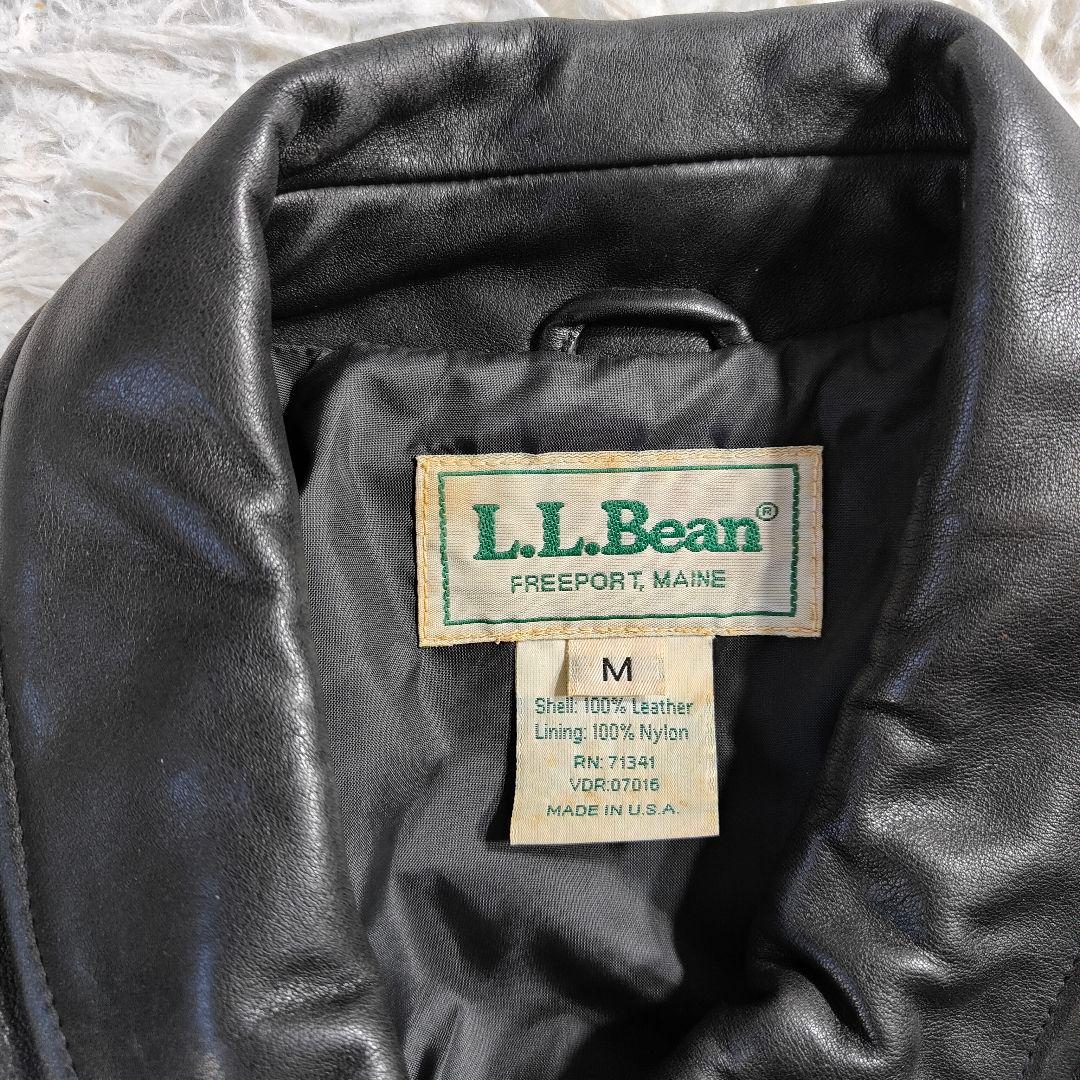 L.L.Bean®
FREEPORT, MAINE
M
Shell: 100% Leather
Lining: 100% Nylon
RN: 71341
VDR:07016
MADE IN U.S.A.